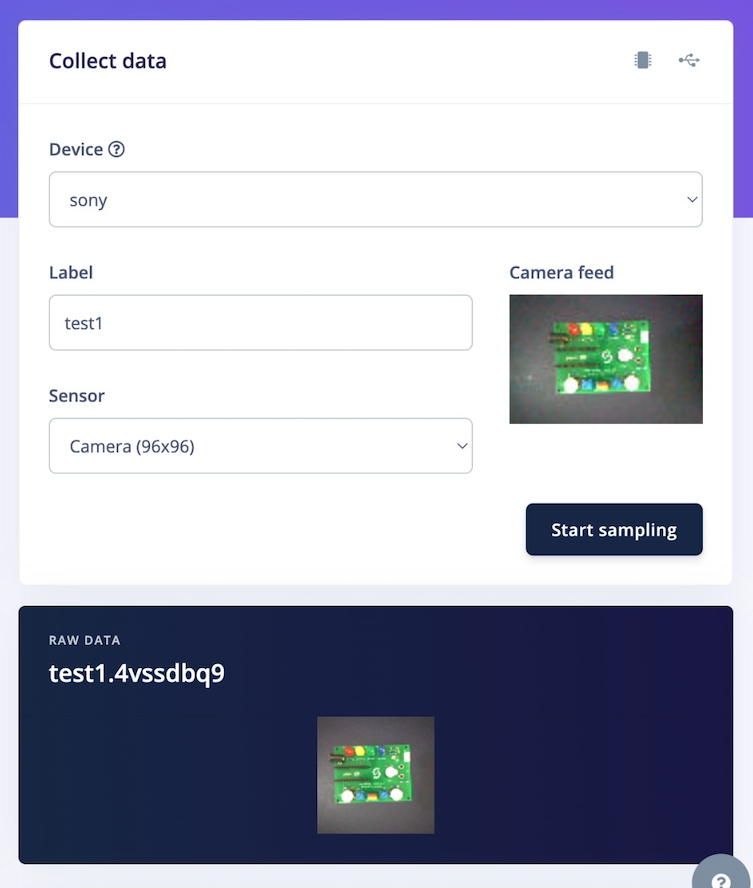 Collect data
Device
sony
Label
Camera feed
test1
Sensor
Camera (96x96)
Start sampling
RAW DATA
test1.4vssdbq9